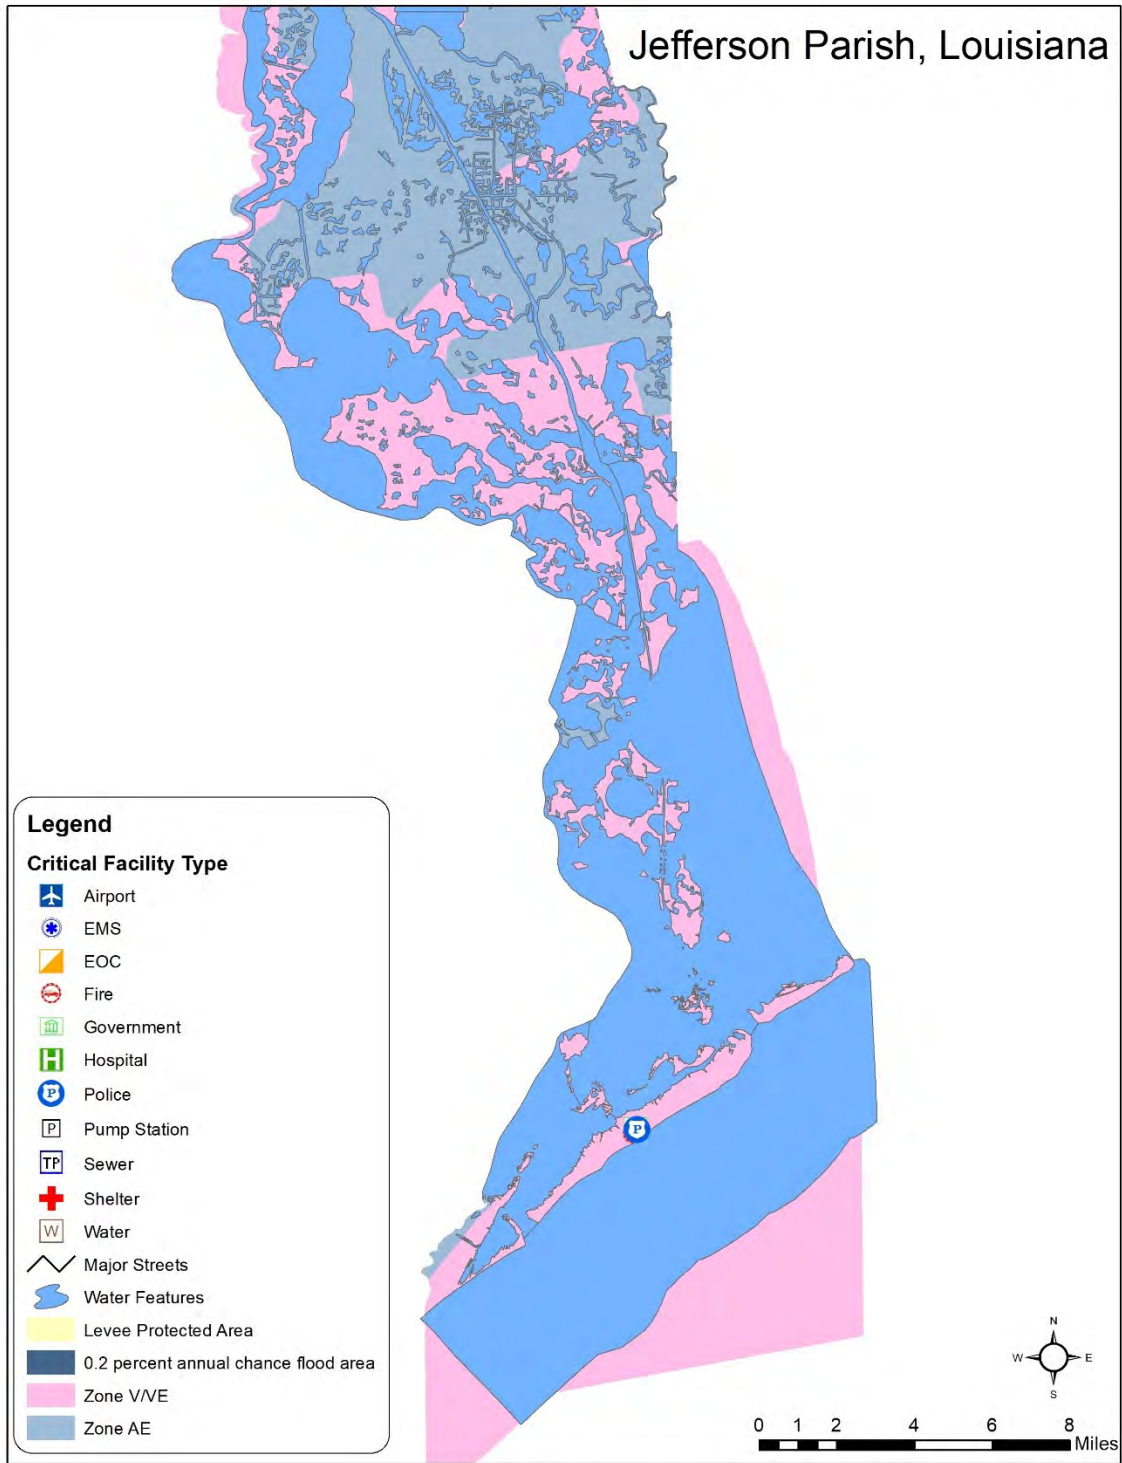 Jefferson Parish, Louisiana
P
Legend
Critical Facility Type
Airport
EMS
EOC
Fire
Government
H Hospital
P Police
P Pump Station
TP Sewer
Shelter
W Water
Major Streets
Water Features
Levee Protected Area
0.2 percent annual chance flood area
Zone V/VE
Zone AE
N
W E
S
0 1 2 4 6 8
Miles